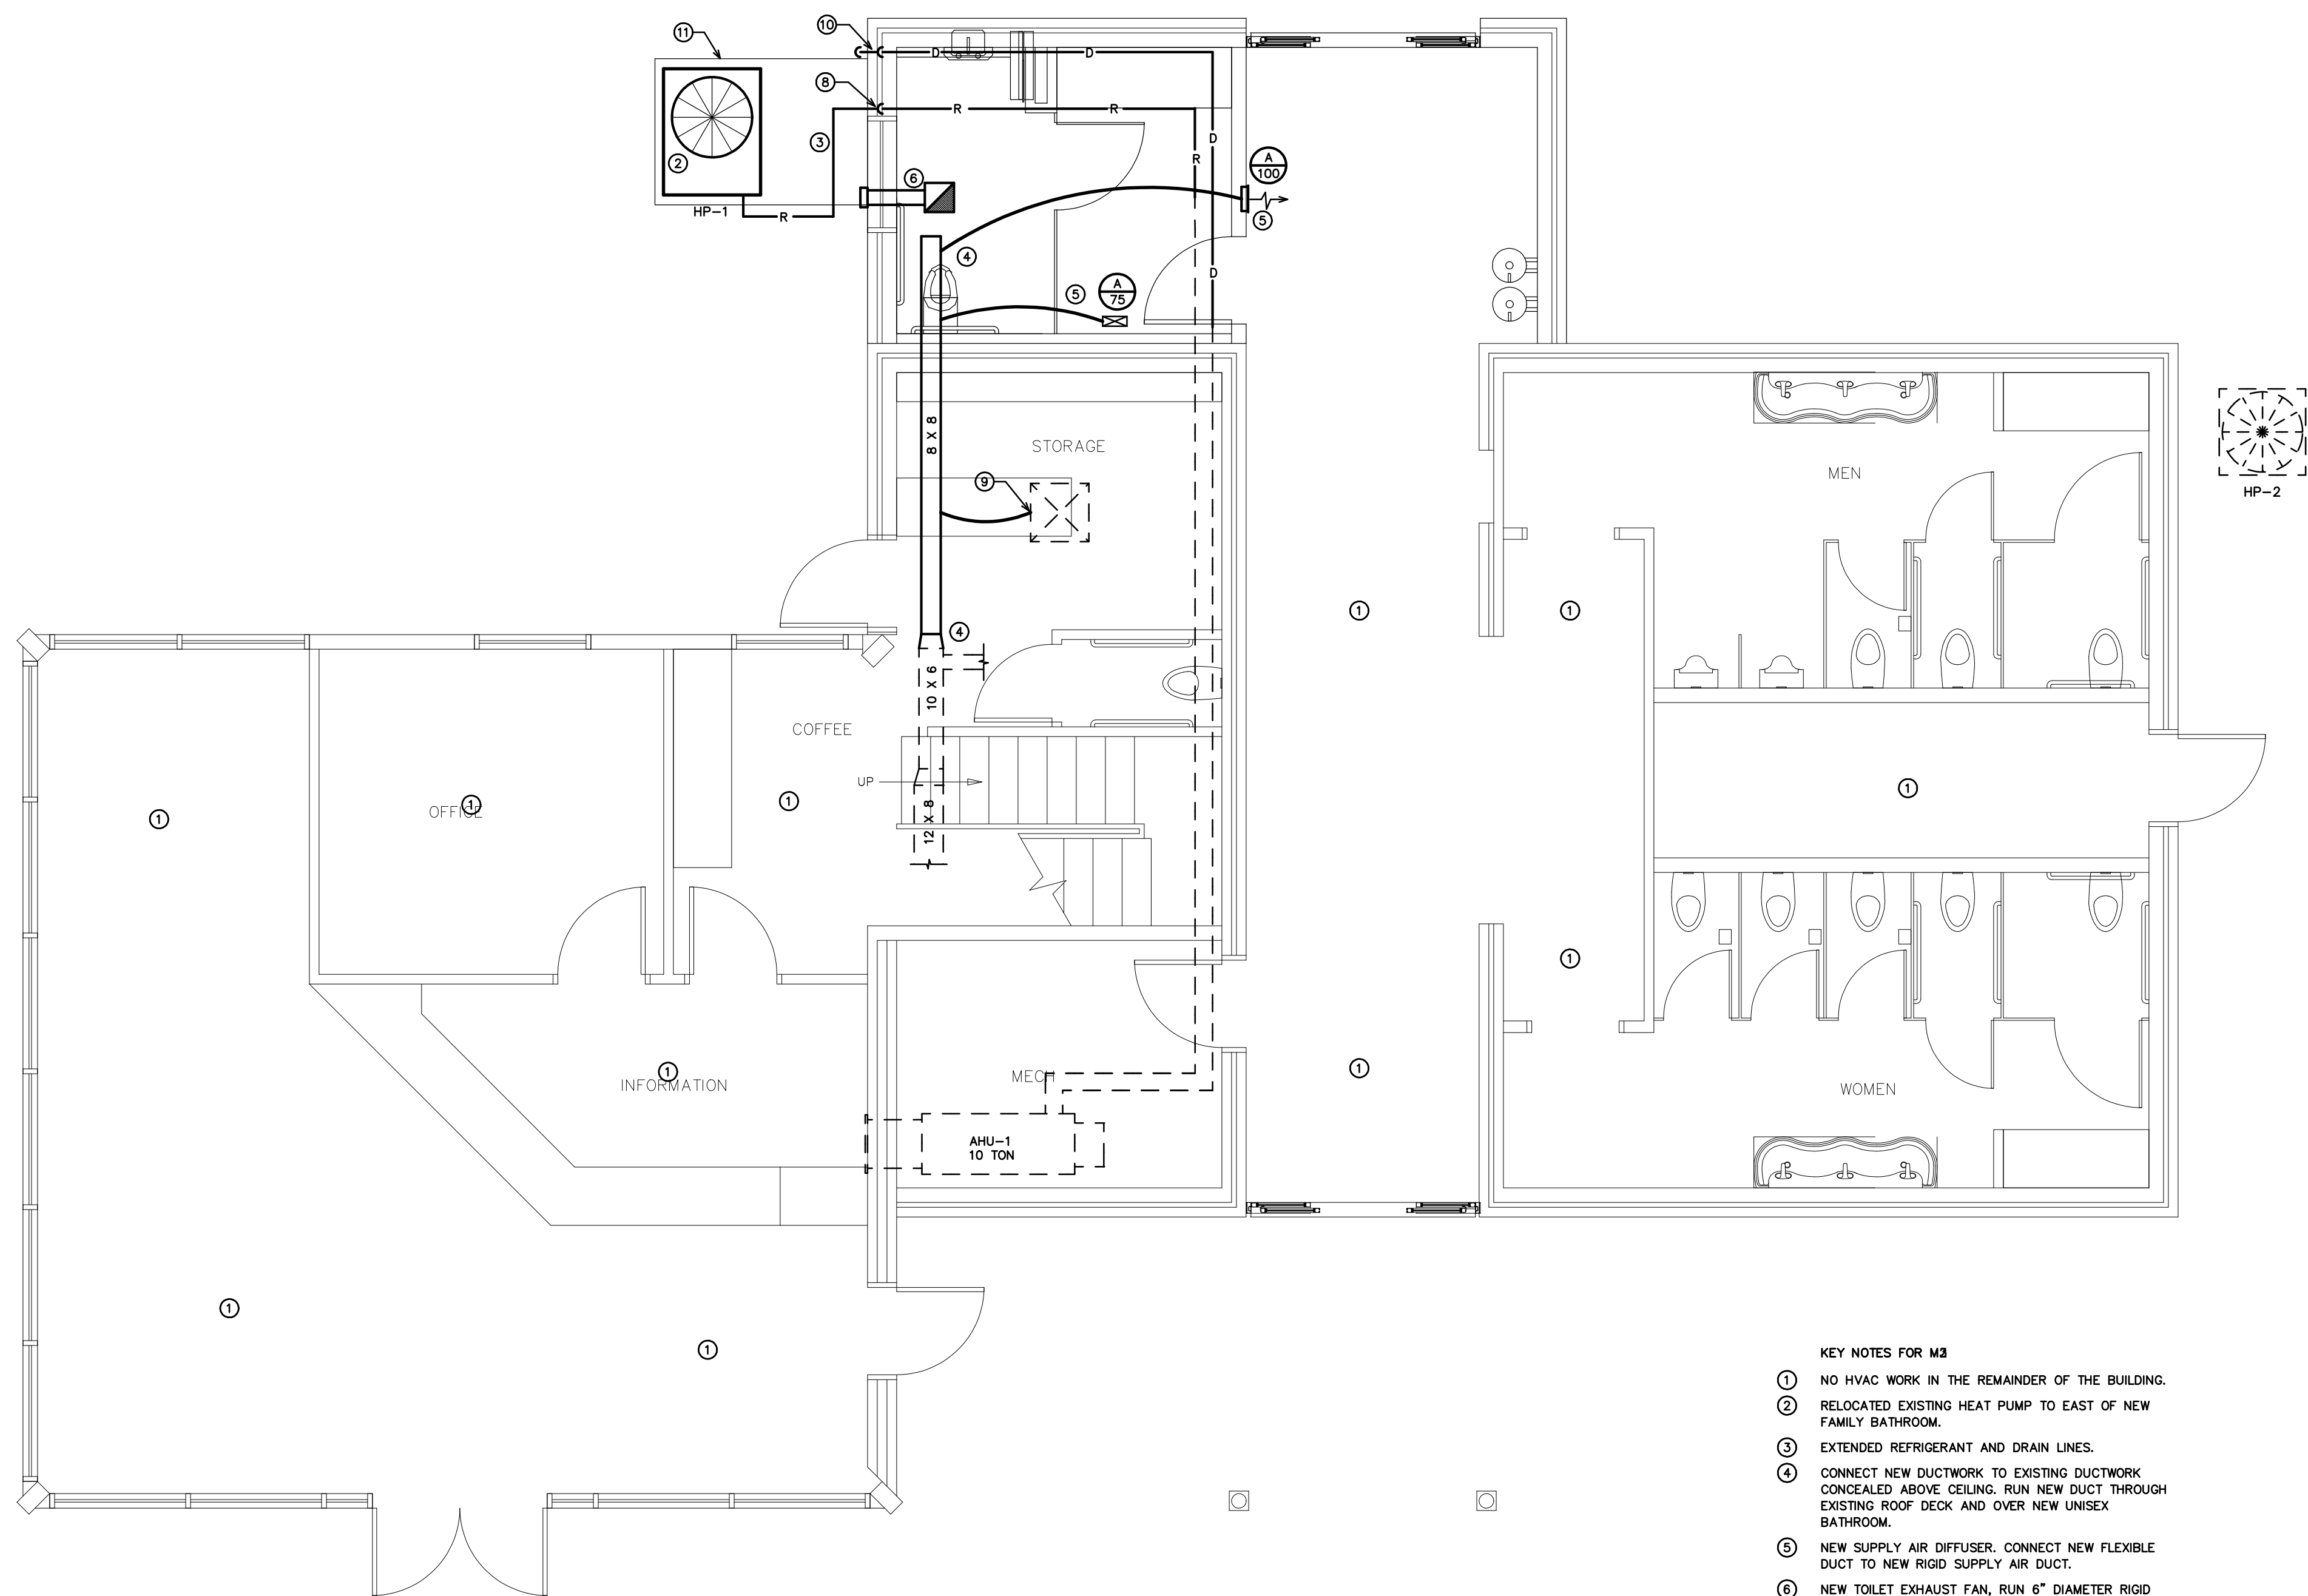 11
10
D
D
8
R
R
3
2
D
R
A
100
6
HP-1
R
5
4
D
5
A
75
8 X 8
STORAGE
MEN
9
HP-2
1
1
4
10 X 6
COFFEE
UP
1
1
OFFICE
1
1
12 X 8
1
1
INFORMATION
MECH
1
WOMEN
AHU-1
10 TON
1
1
KEY NOTES FOR
1 NO HVAC WORK IN THE REMAINDER OF THE BUILDING.
2 RELOCATED EXISTING HEAT PUMP TO EAST OF NEW
FAMILY BATHROOM.
3 EXTENDED REFRIGERANT AND DRAIN LINES.
4 CONNECT NEW DUCTWORK TO EXISTING DUCTWORK
CONCEALED ABOVE CEILING. RUN NEW DUCT THROUGH
EXISTING ROOF DECK AND OVER NEW UNISEX
BATHROOM.
5 NEW SUPPLY AIR DIFFUSER. CONNECT NEW FLEXIBLE
DUCT TO NEW RIGID SUPPLY AIR DUCT.
6 NEW TOILET EXHAUST FAN, RUN 6" DIAMETER RIGID